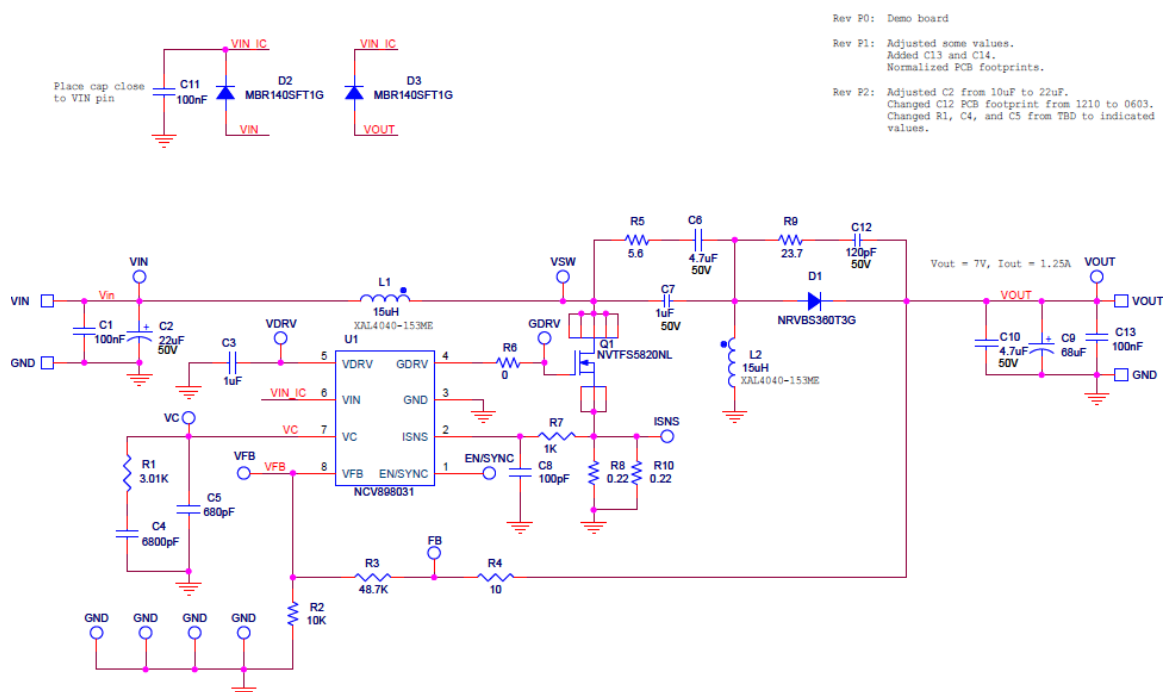 Rev P0: Demo board
Rev P1: Adjusted some values.
Added C13 and C14.
Normalized PCB footprints.
Rev P2: Adjusted C2 from 10uF to 22uF.
Changed C12 PCB footprint from 1210 to 0603.
Changed R1, C4, and C5 from TBD to indicated
values.
VIN_IC
VIN_IC
Place cap close
to VIN pin
C11
100nF
D2
MBR140SFT1G
D3
MBR140SFT1G
VIN
VOUT
R5
5.6
C6
4.7uF
50V
R9
23.7
C12
120pF
50V
Vout = 7V, Iout = 1.25A
VIN
VSW
VOUT
VIN
Vin
L1
15uH
XAL4040-153ME
C7
1uF
50V
D1
NRVBS360T3G
VOUT
VOUT
C1
100nF
C2
22uF
50V
GND
VDRV
C3
1uF
U1
GDRV
R6
0
Q1
NVTFS5820NL
L2
15uH
XAL4040-153ME
C10
4.7uF
50V
C9
68uF
C13
100nF
GND
5
VDRV
GDRV
4
VIN_IC
6
VIN
GND
3
VC
VC
7
VC
ISNS
2
R7
1K
ISNS
VFB
VFB
8
VFB
EN/SYNC
1
EN/SYNC
NCV898031
R1
3.01K
C5
680pF
C4
6800pF
C8
100pF
R8
0.22
R10
0.22
FB
R3
48.7K
R4
10
R2
10K
GND
GND
GND
GND